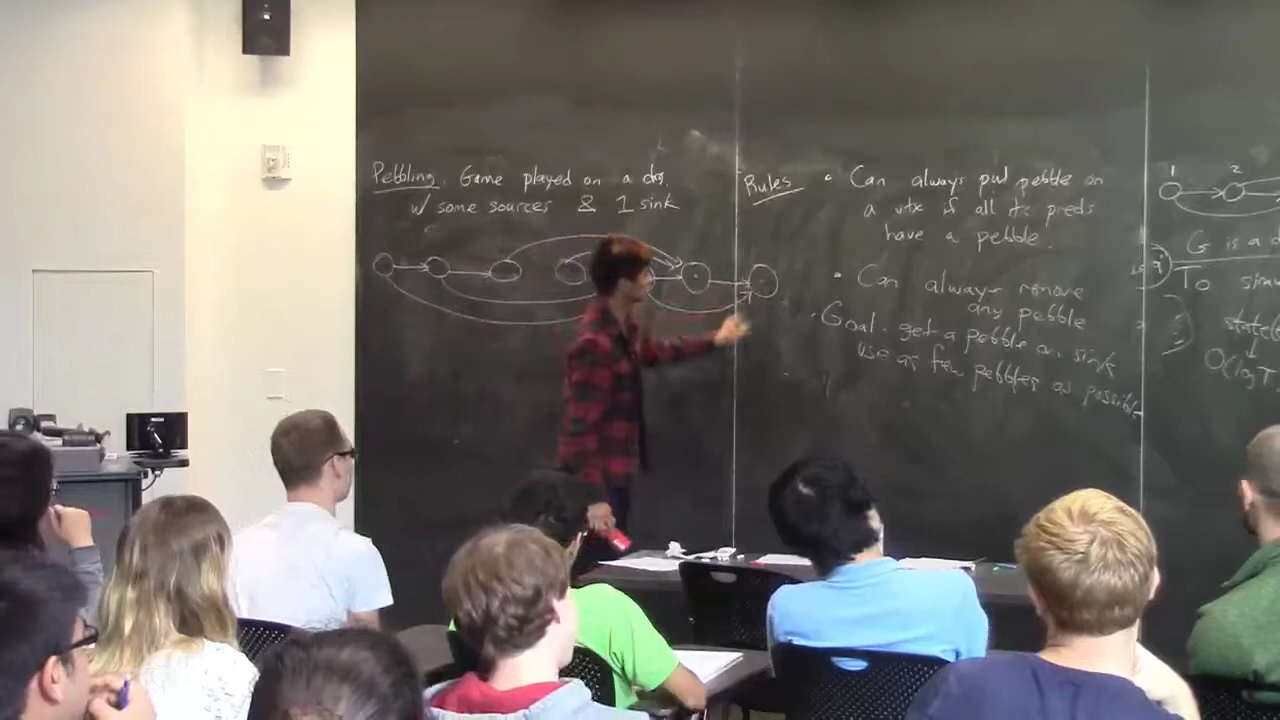 Pebbling. Game played on a dag.
w/ some sources & 1 sink
Rules
• Can always put pebble on
a vtx if all its preds
have a pebble.
• Can always remove
any pebble
• Goal. get a pebble on sink
use as few pebbles as possible
1 2
G is a
To
state
↓
O(log T